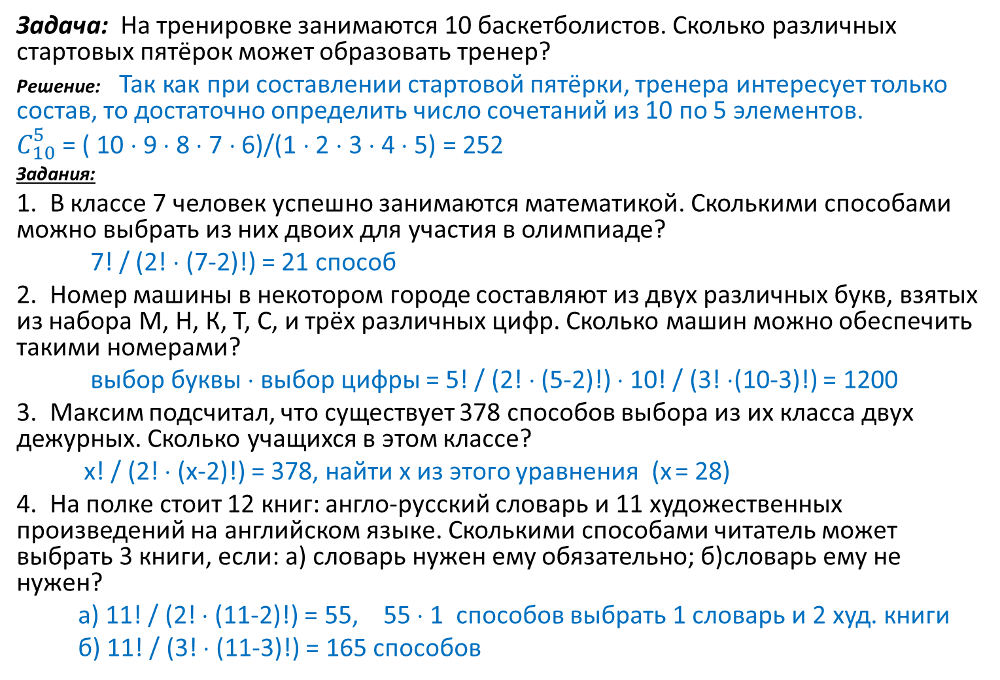 Задача: На тренировке занимаются 10 баскетболистов. Сколько различных
стартовых пятёрок может образовать тренер?
Решение: Так как при составлении стартовой пятёрки, тренера интересует только
состав, то достаточно определить число сочетаний из 10 по 5 элементов.
C₁₀⁵ = ( 10 · 9 · 8 · 7 · 6)/(1 · 2 · 3 · 4 · 5) = 252
Задания:
1. В классе 7 человек успешно занимаются математикой. Сколькими способами
можно выбрать из них двоих для участия в олимпиаде?
7! / (2! · (7-2)!) = 21 способ
2. Номер машины в некотором городе составляют из двух различных букв, взятых
из набора М, Н, К, Т, С, и трёх различных цифр. Сколько машин можно обеспечить
такими номерами?
выбор буквы · выбор цифры = 5! / (2! · (5-2)!) · 10! / (3! ·(10-3)!) = 1200
3. Максим подсчитал, что существует 378 способов выбора из их класса двух
дежурных. Сколько учащихся в этом классе?
х! / (2! · (х-2)!) = 378, найти х из этого уравнения (х = 28)
4. На полке стоит 12 книг: англо-русский словарь и 11 художественных
произведений на английском языке. Сколькими способами читатель может
выбрать 3 книги, если: а) словарь нужен ему обязательно; б)словарь ему не
нужен?
а) 11! / (2! · (11-2)!) = 55, 55 · 1 способов выбрать 1 словарь и 2 худ. книги
б) 11! / (3! · (11-3)!) = 165 способов